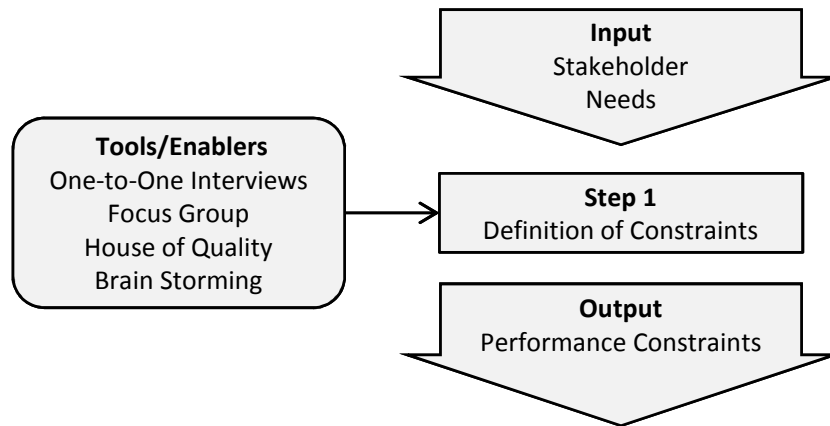 Input
Stakeholder
Needs
Tools/Enablers
One-to-One Interviews
Focus Group
House of Quality
Brain Storming
Step 1
Definition of Constraints
Output
Performance Constraints